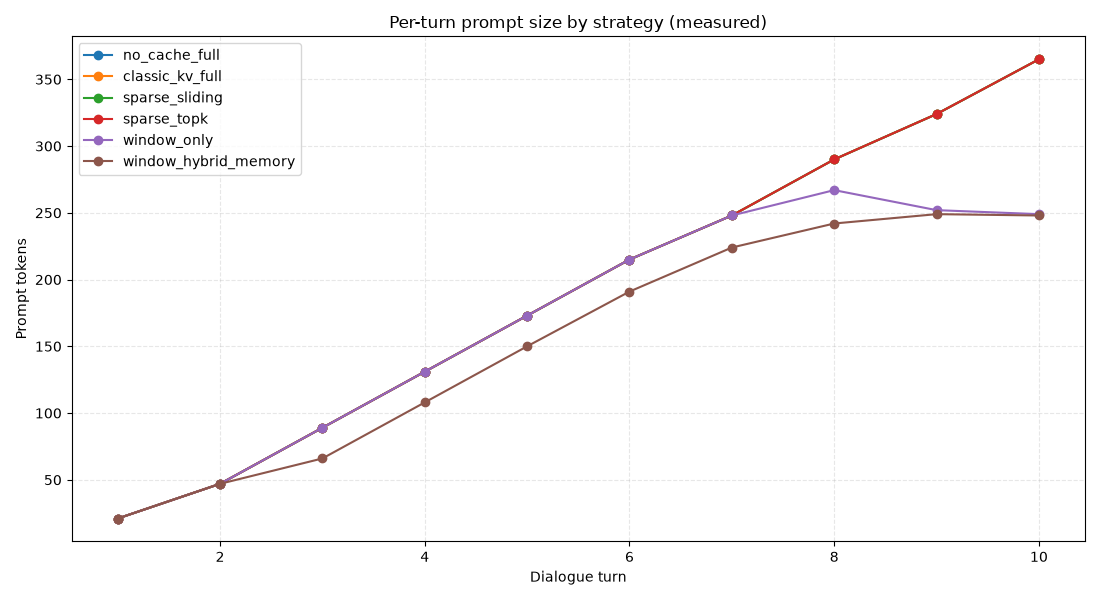 Per-turn prompt size by strategy (measured)
no_cache_full
classic_kv_full
sparse_sliding
sparse_topk
window_only
window_hybrid_memory
Prompt tokens
350
300
250
200
150
100
50
2 4 6 8 10
Dialogue turn